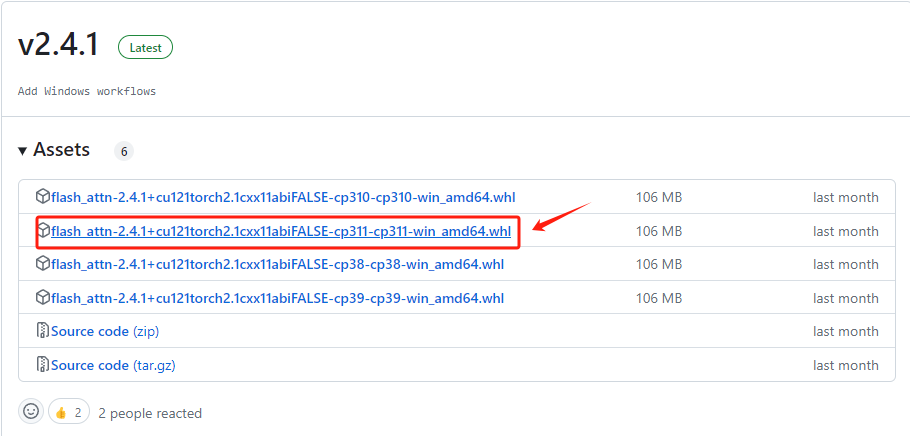 v2.4.1 Latest
Add Windows workflows
Assets 6
flash_attn-2.4.1+cu121torch2.1cxx11abiFALSE-cp310-cp310-win_amd64.whl 106 MB last month
flash_attn-2.4.1+cu121torch2.1cxx11abiFALSE-cp311-cp311-win_amd64.whl 106 MB last month
flash_attn-2.4.1+cu121torch2.1cxx11abiFALSE-cp38-cp38-win_amd64.whl 106 MB last month
flash_attn-2.4.1+cu121torch2.1cxx11abiFALSE-cp39-cp39-win_amd64.whl 106 MB last month
Source code (zip) last month
Source code (tar.gz) last month
2 2 people reacted